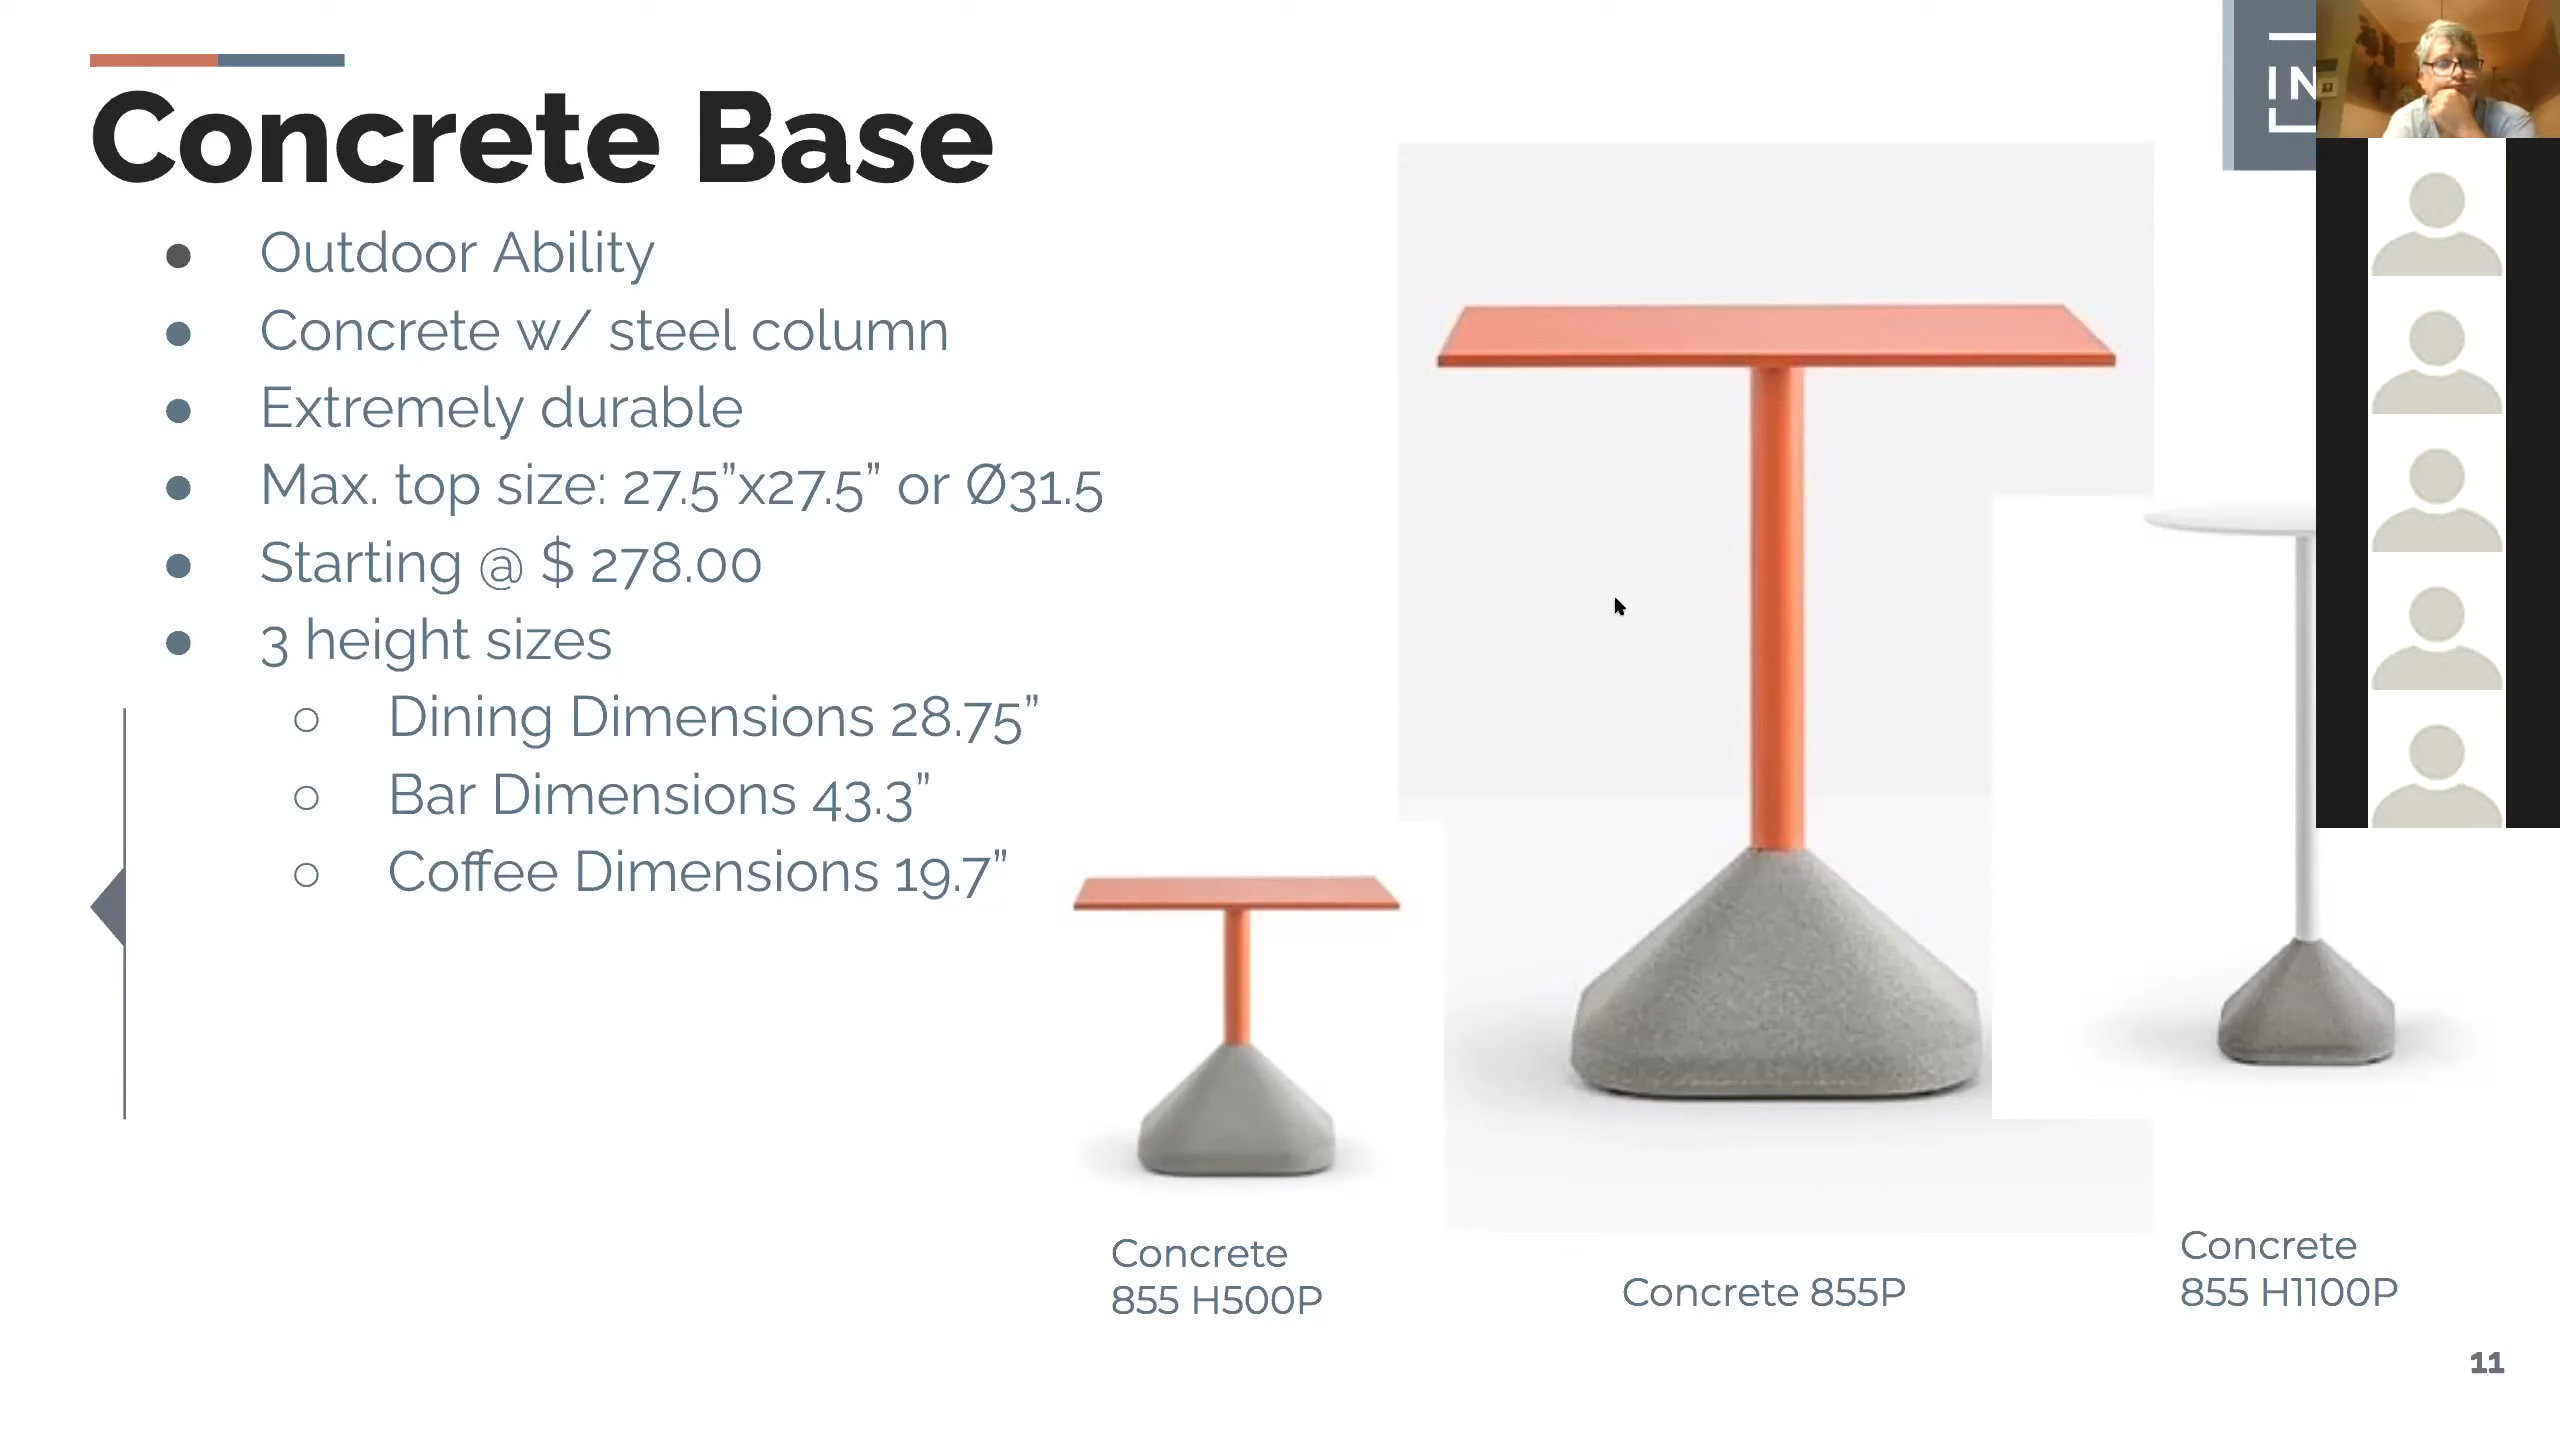 Concrete Base
IN
● Outdoor Ability
● Concrete w/ steel column
● Extremely durable
● Max. top size: 27.5”x27.5” or Ø31.5
● Starting @ $ 278.00
● 3 height sizes
○ Dining Dimensions 28.75”
○ Bar Dimensions 43.3”
○ Coffee Dimensions 19.7”
Concrete
855 H500P
Concrete 855P
Concrete
855 H1100P
11